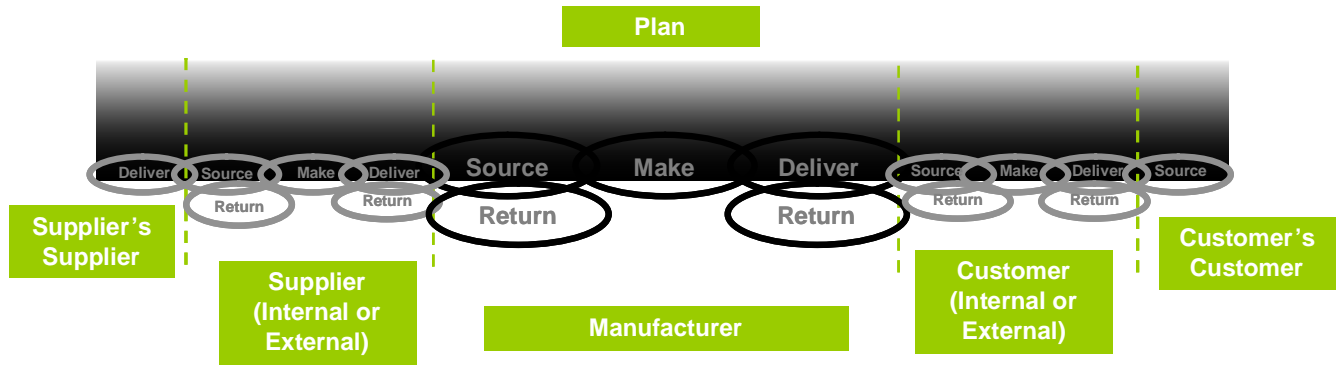 Plan
Deliver Source Make Deliver Source Make Deliver Source Make Deliver Source
Return Return Return Return Return Return
Supplier's
Supplier
Supplier
(Internal or
External)
Manufacturer
Customer
(Internal or
External)
Customer's
Customer